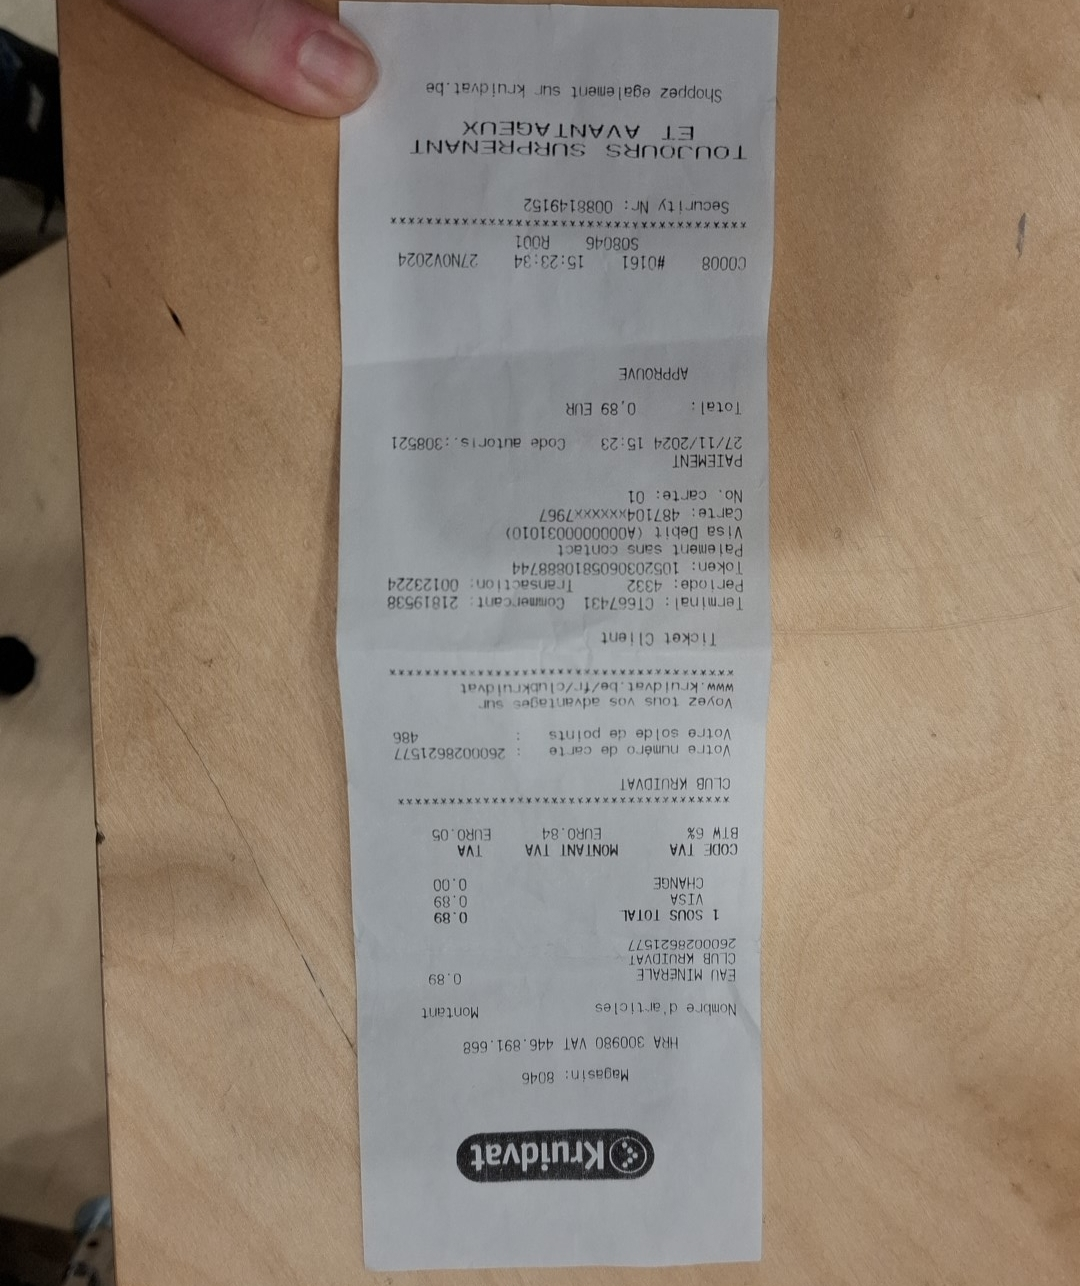 Kruidvat
Magasin: 8046
HRA 300980 VAT 446.891.668
Nombre d'articles Montant
EAU MINERALE 0.89
CLUB KRUIDVAT
2600028621577
1 SOUS TOTAL 0.89
VISA 0.89
CHANGE 0.00
CODE TVA MONTANT TVA TVA
BTW 6% EURO.84 EURO.05
************************************
CLUB KRUIDVAT
Votre numéro de carte : 2600028621577
Votre solde de points : 486
Voyez tous vos advantages sur
www.kruidvat.be/fr/clubkruidvat
************************************
Ticket Client
Terminal: CT667431 Commercant: 21819538
Periode: 4332 Transaction: 00123224
Token: 1052030605810888744
Paiement sans contact
Visa Debit (A0000000031010)
Carte: 487104xxxxxx7967
No. carte: 01
PAIEMENT
27/11/2024 15:23 Code autoris.:308521
Total: 0,89 EUR
APPROUVE
C0008 #0161 15:23:34 27NOV2024
S08046 R001
************************************
Security Nr: 0088149152
TOUJOURS SURPRENANT
ET AVANTAGEUX
Shoppez egalement sur kruidvat.be